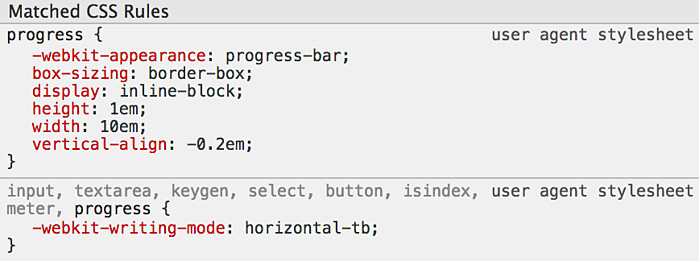 Matched CSS Rules
progress { user agent stylesheet
-webkit-appearance: progress-bar;
box-sizing: border-box;
display: inline-block;
height: 1em;
width: 10em;
vertical-align: -0.2em;
}
input, textarea, keygen, select, button, isindex, user agent stylesheet
meter, progress {
-webkit-writing-mode: horizontal-tb;
}